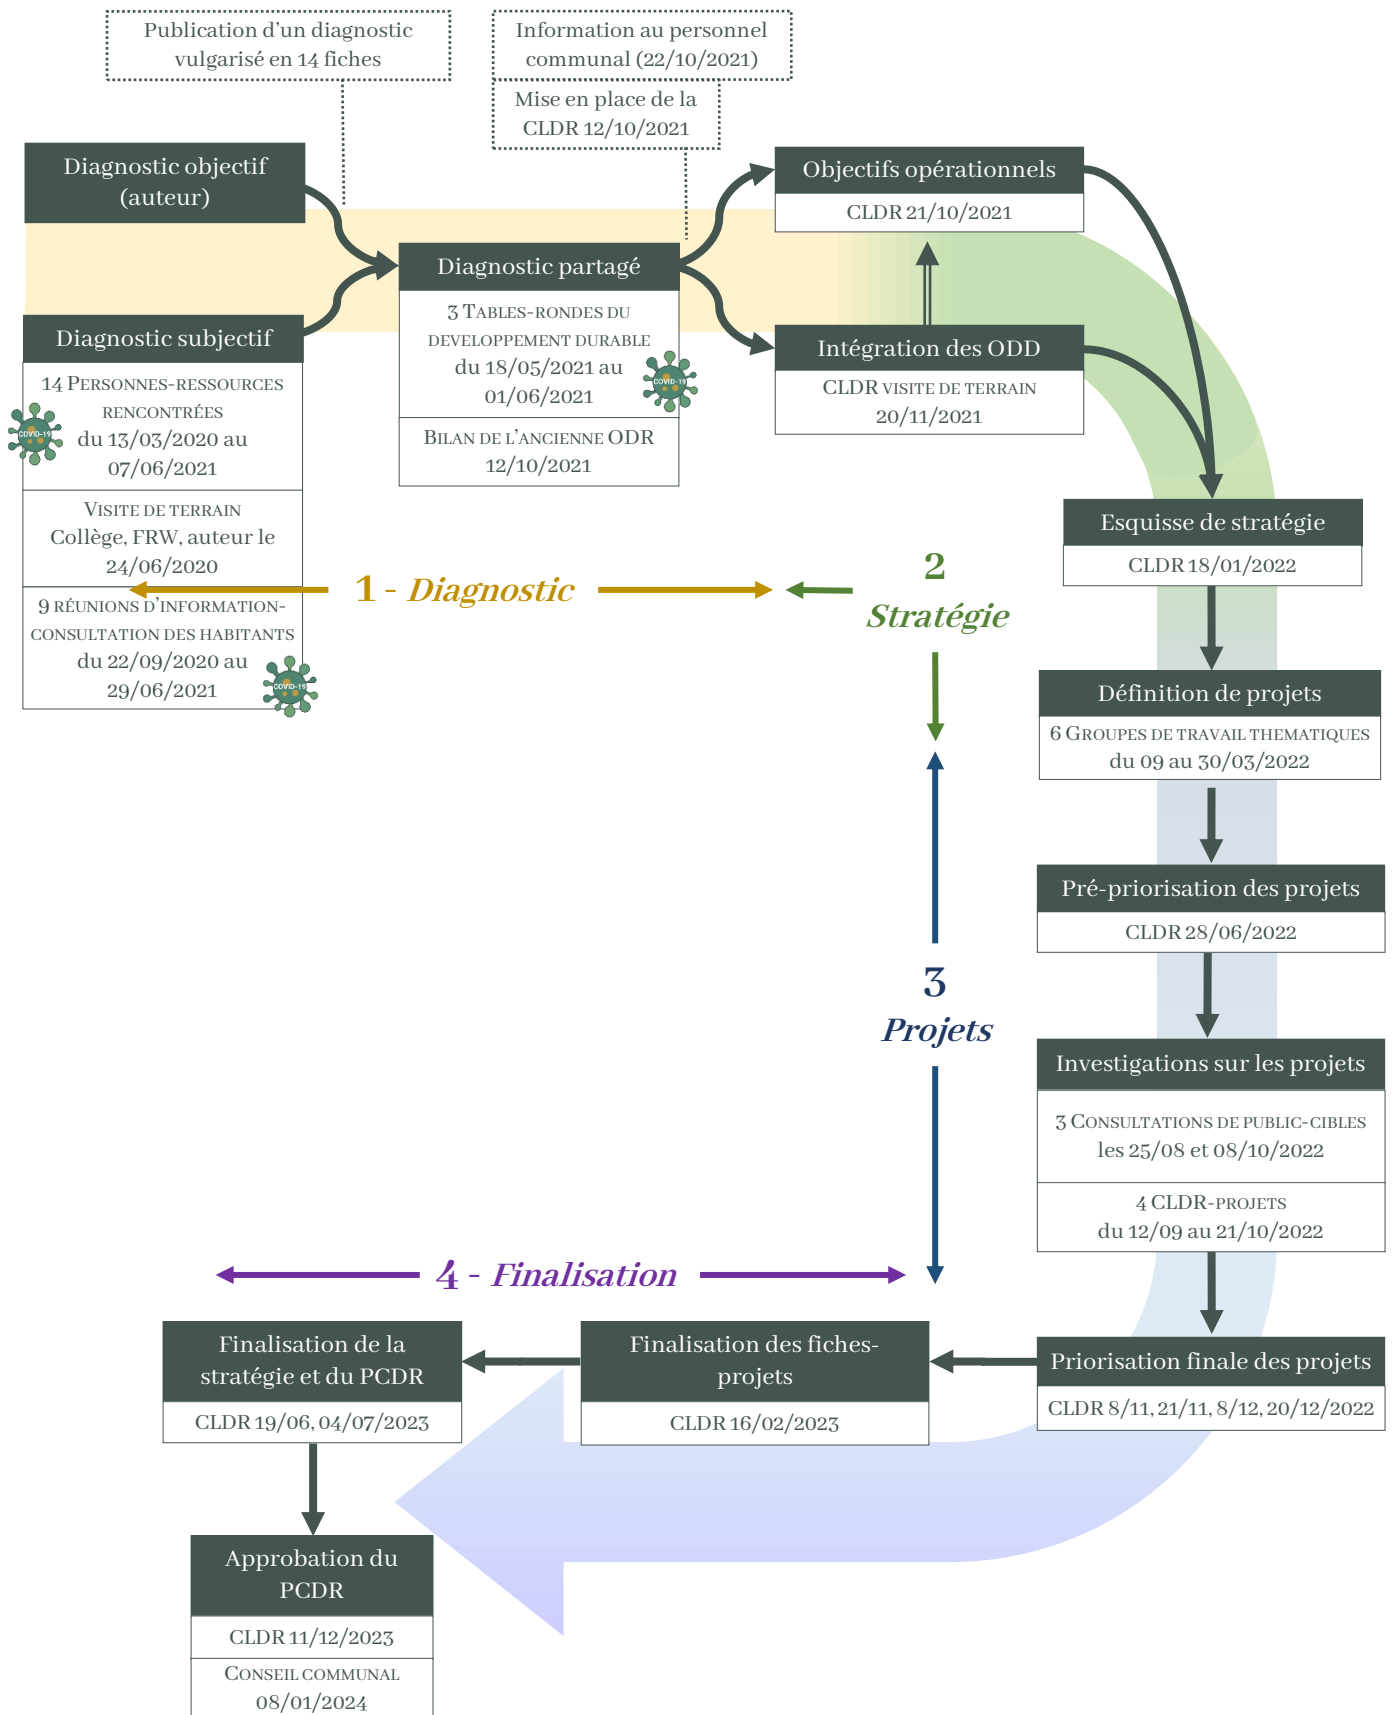 Publication d'un diagnostic
vulgarisé en 14 fiches
Information au personnel
communal (22/10/2021)
Mise en place de la
CLDR 12/10/2021
Diagnostic objectif
(auteur)
Objectifs opérationnels
CLDR 21/10/2021
Diagnostic partagé
3 Tables-rondes du
developpement durable
du 18/05/2021 au
01/06/2021
COVID-19
Bilan de l'ancienne ODR
12/10/2021
Diagnostic subjectif
14 Personnes-ressources
rencontrées
du 13/03/2020 au
07/06/2021
COVID-19
Visite de terrain
Collège, FRW, auteur le
24/06/2020
9 réunions d'information-
consultation des habitants
du 22/09/2020 au
29/06/2021
COVID-19
Intégration des ODD
CLDR visite de terrain
20/11/2021
1 - Diagnostic
2
Stratégie
Esquisse de stratégie
CLDR 18/01/2022
Définition de projets
6 Groupes de travail thematiques
du 09 au 30/03/2022
Pré-priorisation des projets
CLDR 28/06/2022
3
Projets
Investigations sur les projets
3 Consultations de public-cibles
les 25/08 et 08/10/2022
4 CLDR-projets
du 12/09 au 21/10/2022
4 - Finalisation
Priorisation finale des projets
CLDR 8/11, 21/11, 8/12, 20/12/2022
Finalisation des fiches-
projets
CLDR 16/02/2023
Finalisation de la
stratégie et du PCDR
CLDR 19/06, 04/07/2023
Approbation du
PCDR
CLDR 11/12/2023
Conseil communal
08/01/2024